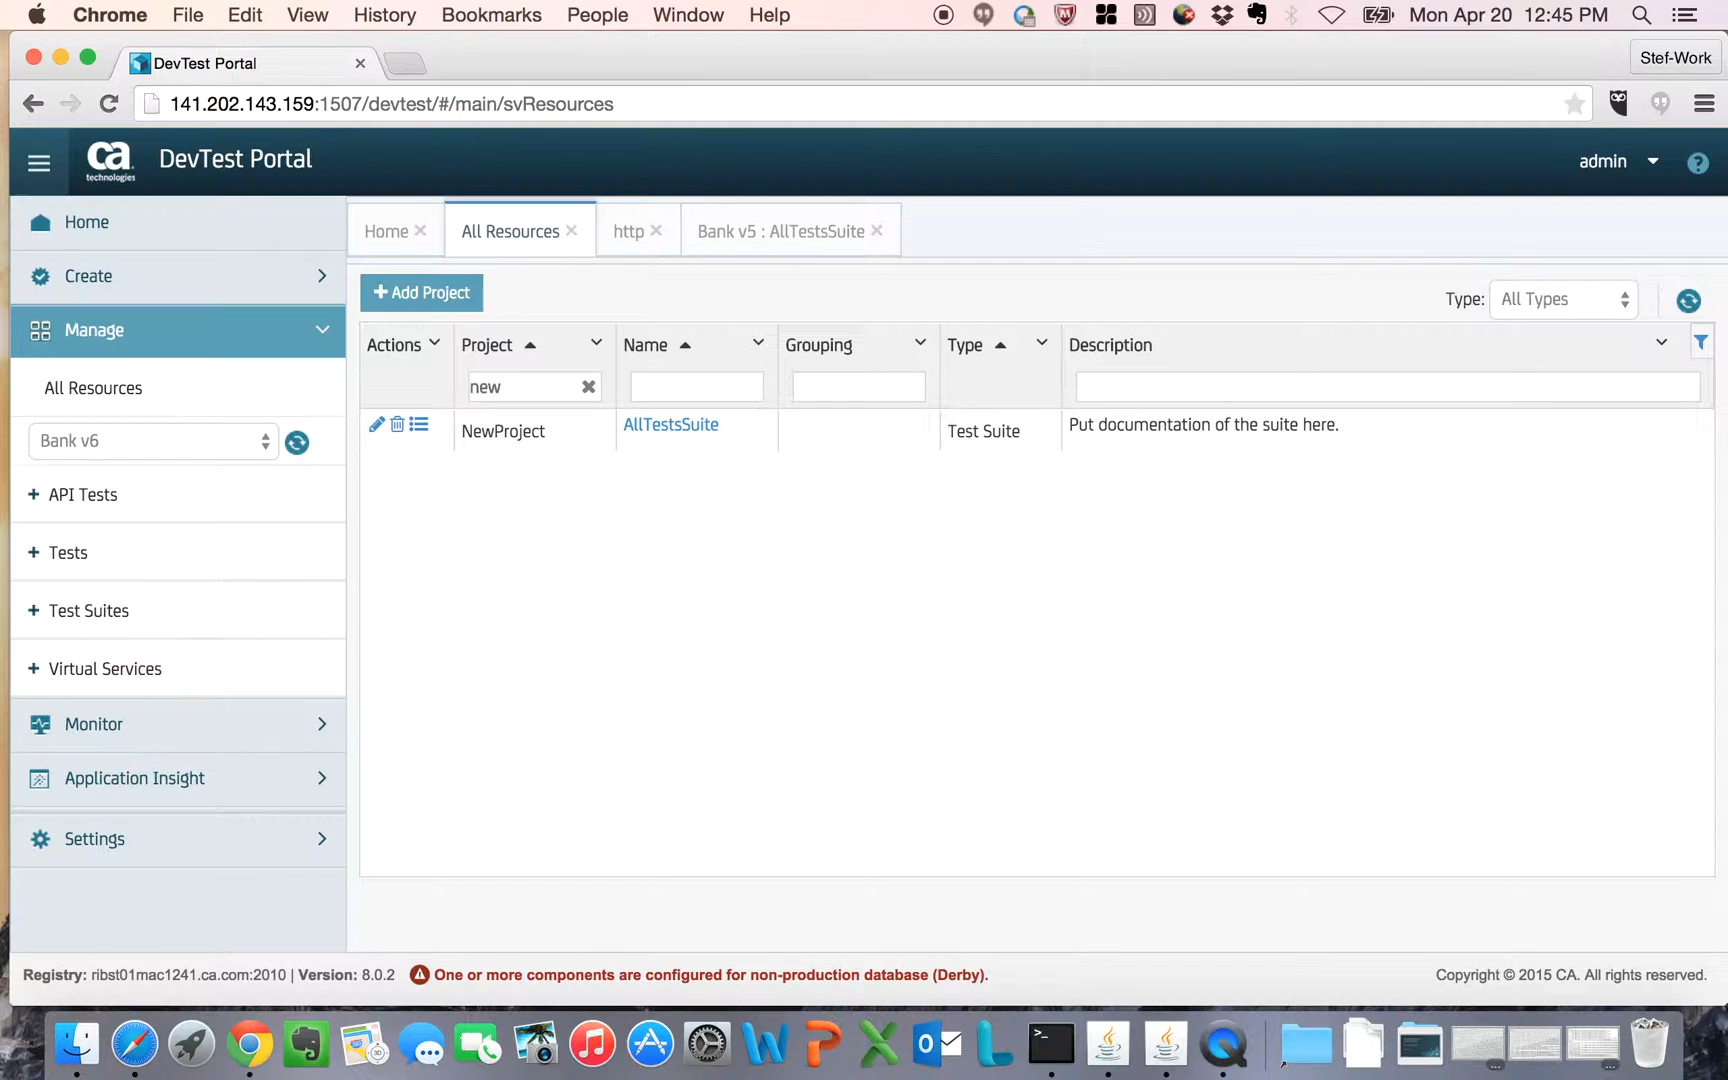 Chrome File Edit View History Bookmarks People Window Help Mon Apr 20 12:45 PM
DevTest Portal Stef-Work
141.202.143.159:1507/devtest/#/main/svResources
ca technologies DevTest Portal admin ?
Home
Create
Manage
All Resources
Bank v6
API Tests
Tests
Test Suites
Virtual Services
Monitor
Application Insight
Settings
Home All Resources http Bank v5 : AllTestsSuite
+ Add Project Type: All Types
Actions Project Name Grouping Type Description
new
NewProject AllTestsSuite Test Suite Put documentation of the suite here.
Registry: ribst01mac1241.ca.com:2010 | Version: 8.0.2 One or more components are configured for non-production database (Derby). Copyright © 2015 CA. All rights reserved.